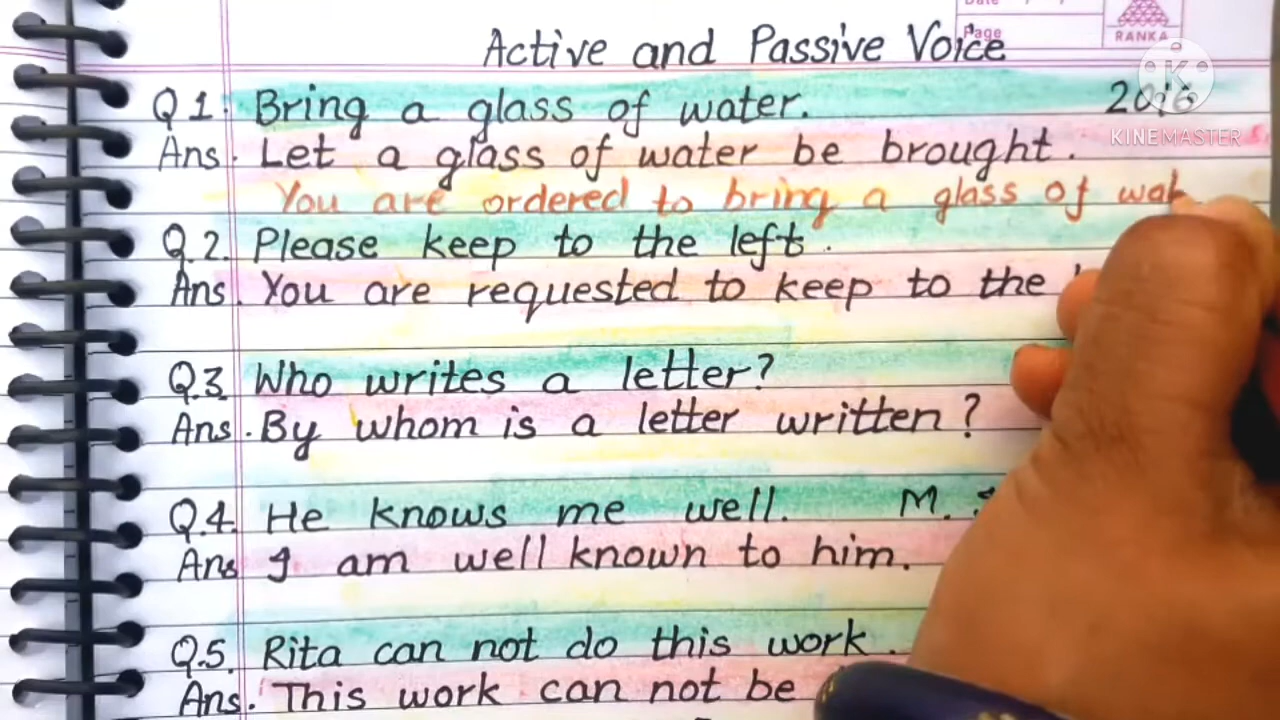 Date
Page
RANKA
Active and Passive Voice
Q 1. Bring a glass of water. 2016
KINEMASTER
Ans. Let a glass of water be brought.
You are ordered to bring a glass of
Q.2. Please keep to the left.
Ans. You are requested to keep to the
Q.3. Who writes a letter?
Ans. By whom is a letter written?
Q.4. He knows me well. M.
Ans I am well known to him.
Q.5. Rita can not do this work.
Ans. This work can not be